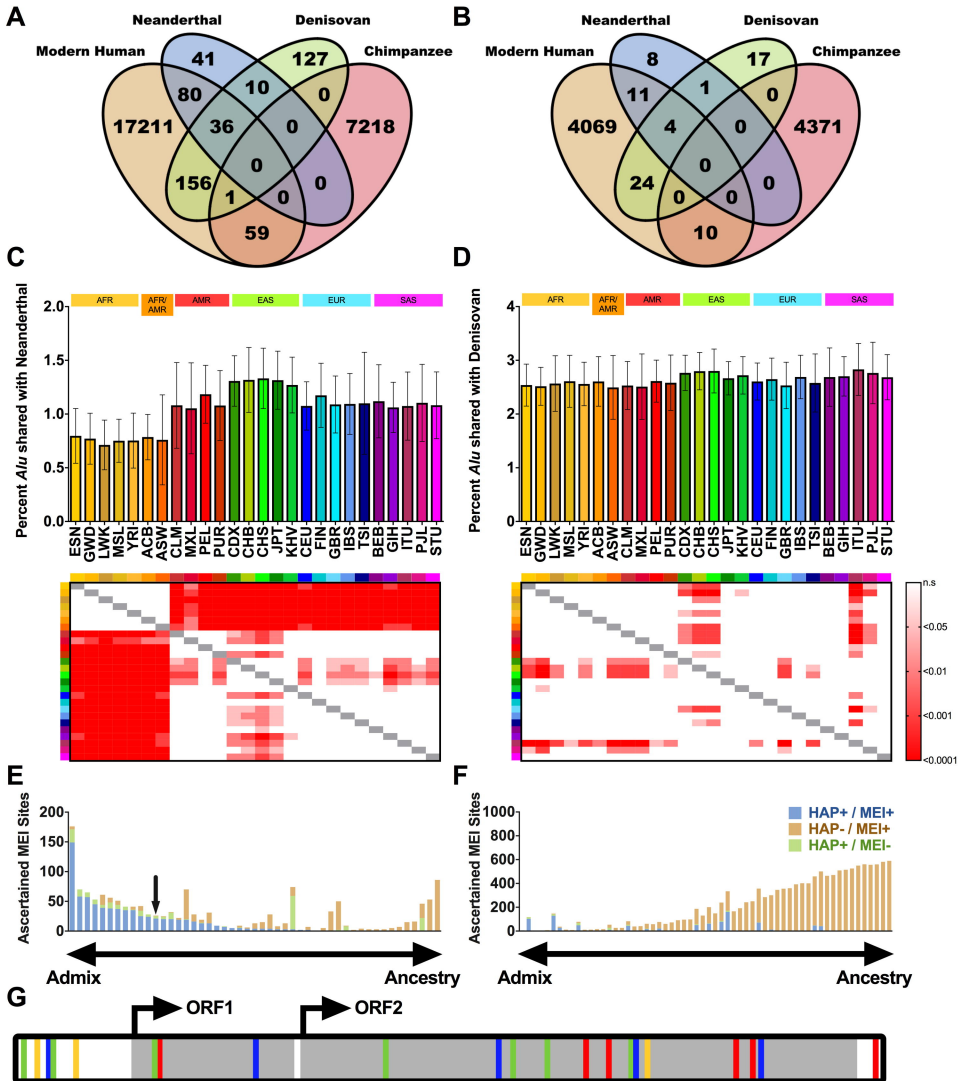 A
Neanderthal
Denisovan
Modern Human
Chimpanzee
41
127
80
10
0
17211
36
0
7218
0
156
0
1
0
59
B
Neanderthal
Denisovan
Modern Human
Chimpanzee
8
17
11
1
0
4069
4
0
4371
0
24
0
0
0
10
C
AFR
AFR/
AMR
AMR
EAS
EUR
SAS
Percent Alu shared with Neanderthal
2.0
1.5
1.0
0.5
0.0
ESN
GWD
LWK
MSL
YRI
ACB
ASW
CLM
MXL
PEL
PUR
CDX
CHB
CHS
JPT
KHV
CEU
FIN
GBR
IBS
TSI
BEB
GIH
ITU
PJL
STU
D
AFR
AFR/
AMR
AMR
EAS
EUR
SAS
Percent Alu shared with Denisovan
4
3
2
1
0
ESN
GWD
LWK
MSL
YRI
ACB
ASW
CLM
MXL
PEL
PUR
CDX
CHB
CHS
JPT
KHV
CEU
FIN
GBR
IBS
TSI
BEB
GIH
ITU
PJL
STU
n.s
<0.05
<0.01
<0.001
<0.0001
E
Ascertained MEI Sites
200
150
100
50
0
Admix
Ancestry
F
Ascertained MEI Sites
1000
800
600
400
200
0
HAP+ / MEI+
HAP- / MEI+
HAP+ / MEI-
Admix
Ancestry
G
ORF1
ORF2